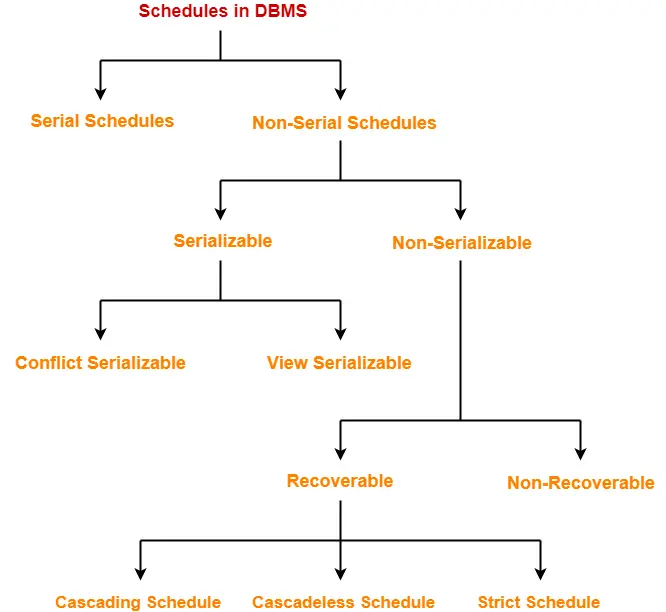 Schedules in DBMS
Serial Schedules
Non-Serial Schedules
Serializable
Non-Serializable
Conflict Serializable
View Serializable
Recoverable
Non-Recoverable
Cascading Schedule
Cascadeless Schedule
Strict Schedule